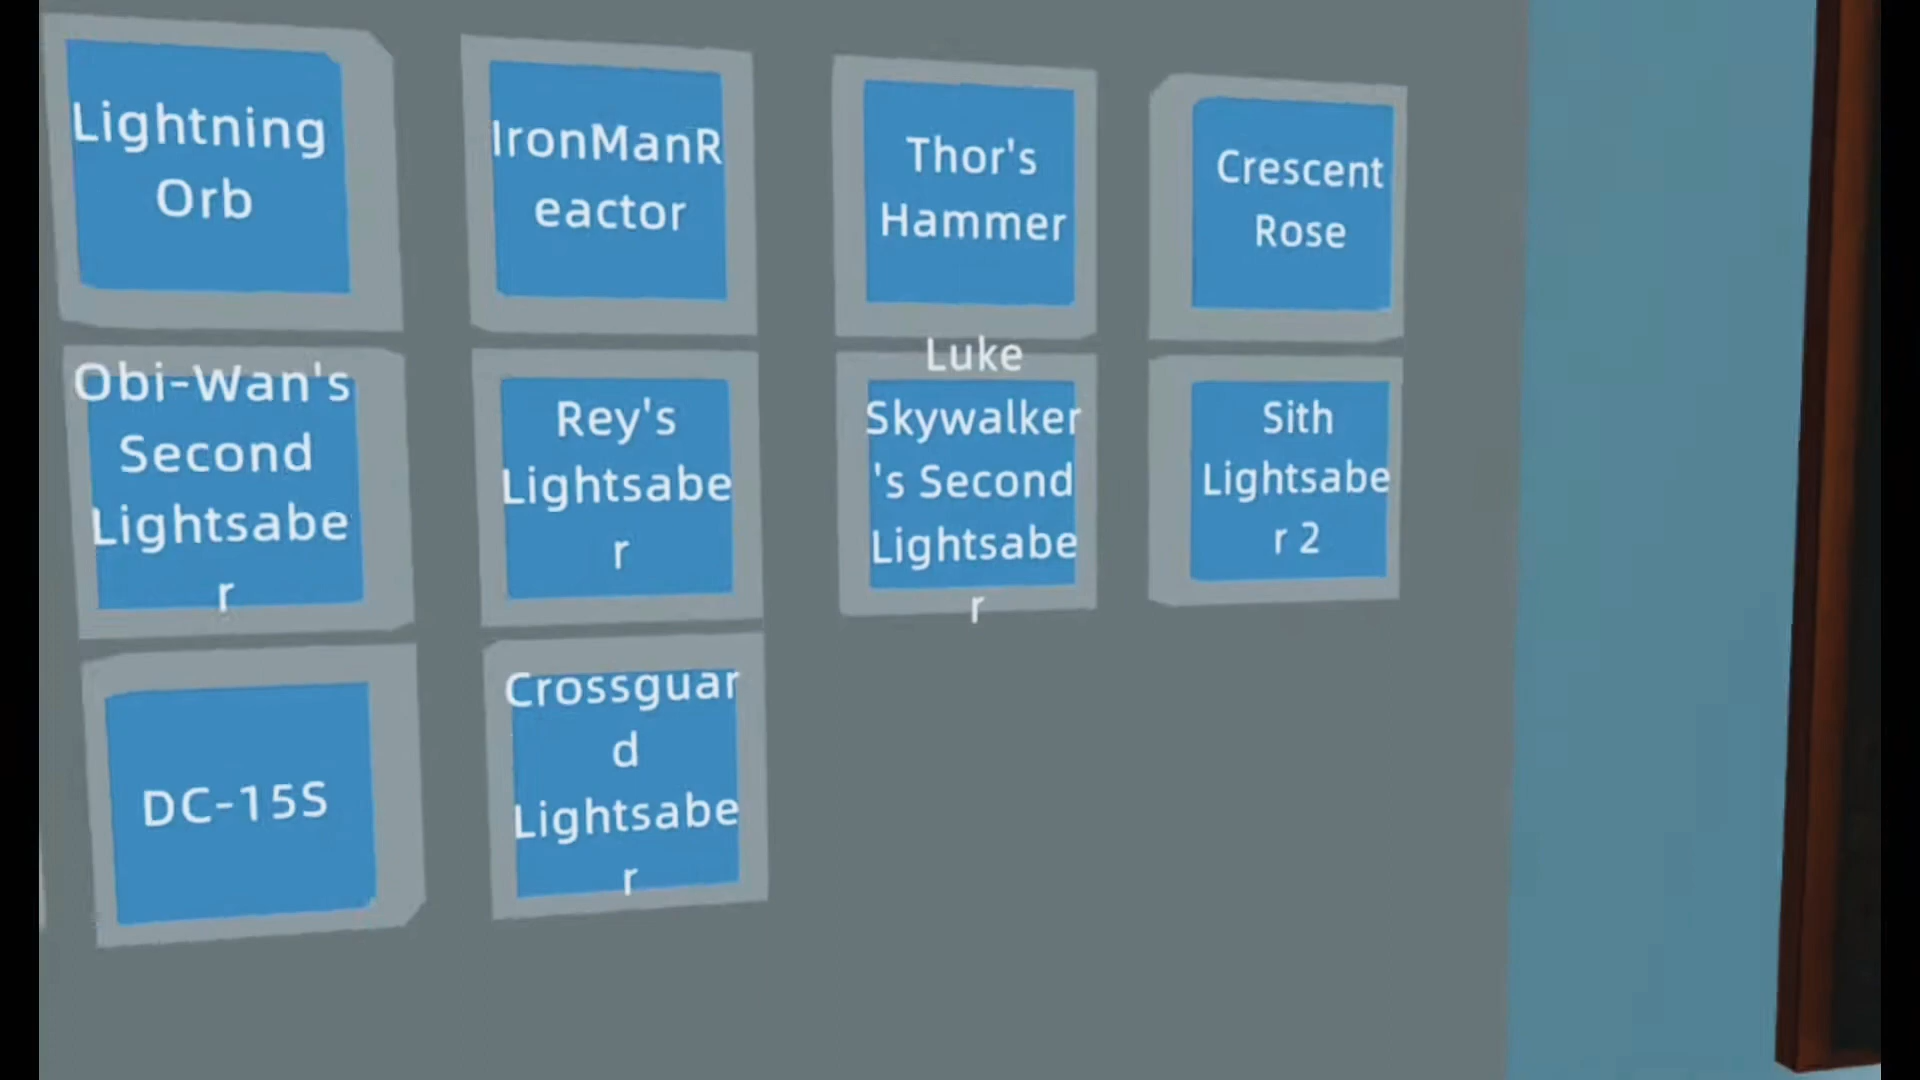 Lightning
Orb
IronManR
eactor
Thor's
Hammer
Crescent
Rose
Obi-Wan's
Second
Lightsabe
r
Rey's
Lightsabe
r
Luke
Skywalker
's Second
Lightsabe
r
Sith
Lightsabe
r 2
DC-15S
Crossguar
d
Lightsabe
r